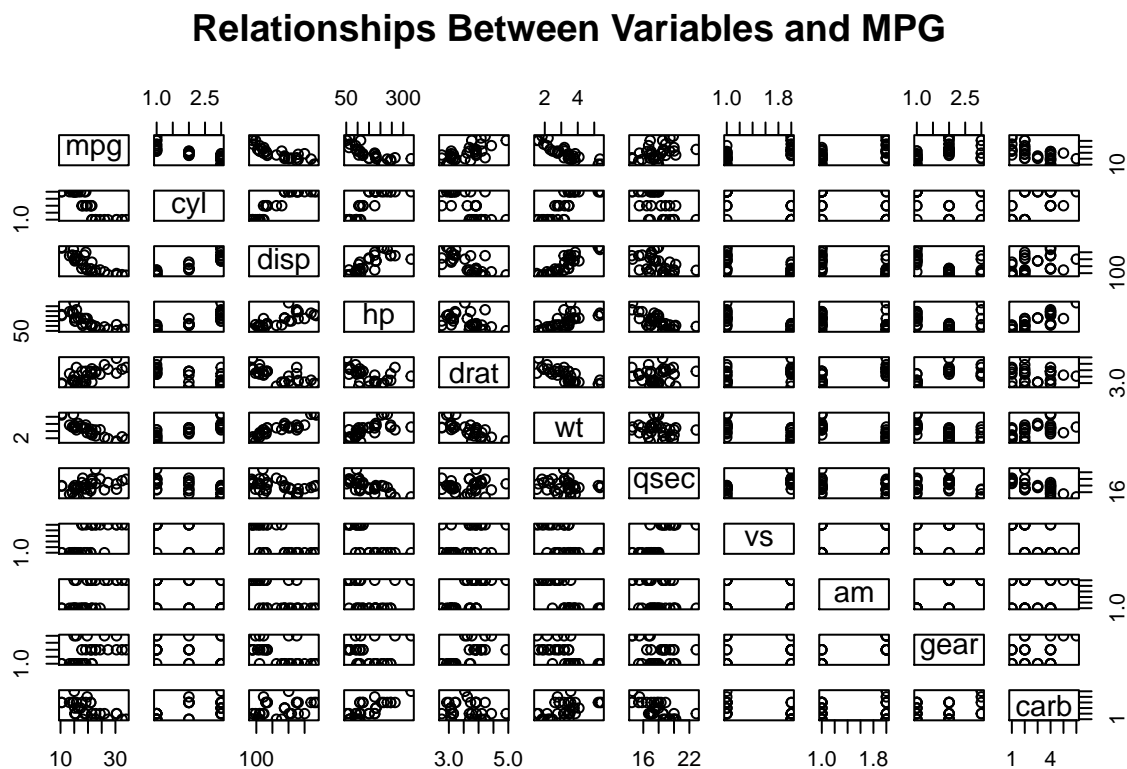 Relationships Between Variables and MPG
1.0 2.5 50 300 2 4 1.0 1.8 1.0 2.5
mpg 10
1.0 cyl
disp 100
50 hp
drat 3.0
2 wt
qsec 16
1.0 vs
am 1.0
1.0 gear
carb 1
10 30 100 3.0 5.0 16 22 1.0 1.8 1 4